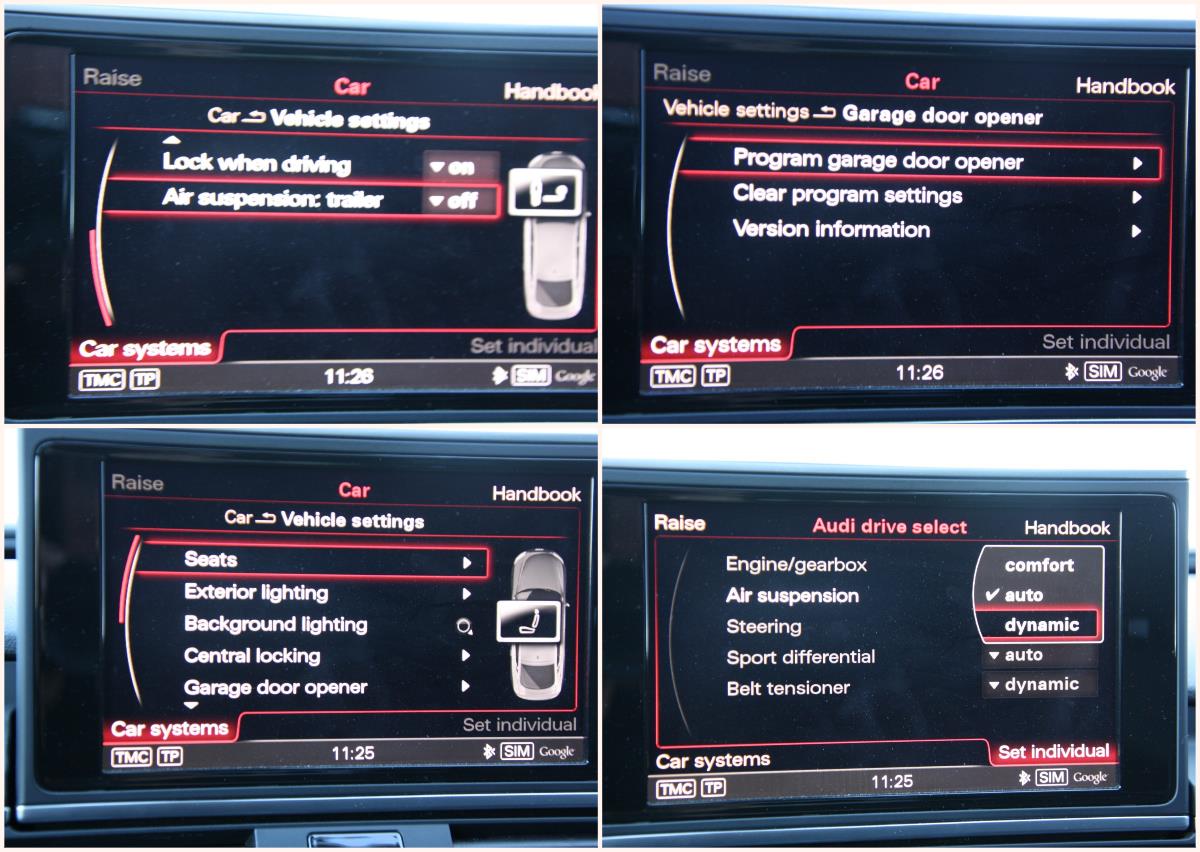 Raise Car Handbook
Car Vehicle settings
Lock when driving on
Air suspension: trailer off
Car systems Set individual
TMC TP 11:26 SIM Google
Raise Car Handbook
Vehicle settings Garage door opener
Program garage door opener
Clear program settings
Version information
Car systems Set individual
TMC TP 11:26 SIM Google
Raise Car Handbook
Car Vehicle settings
Seats
Exterior lighting
Background lighting
Central locking
Garage door opener
Car systems Set individual
TMC TP 11:25 SIM Google
Raise Audi drive select Handbook
Engine/gearbox comfort
Air suspension auto
Steering dynamic
Sport differential auto
Belt tensioner dynamic
Car systems Set individual
TMC TP 11:25 SIM Google